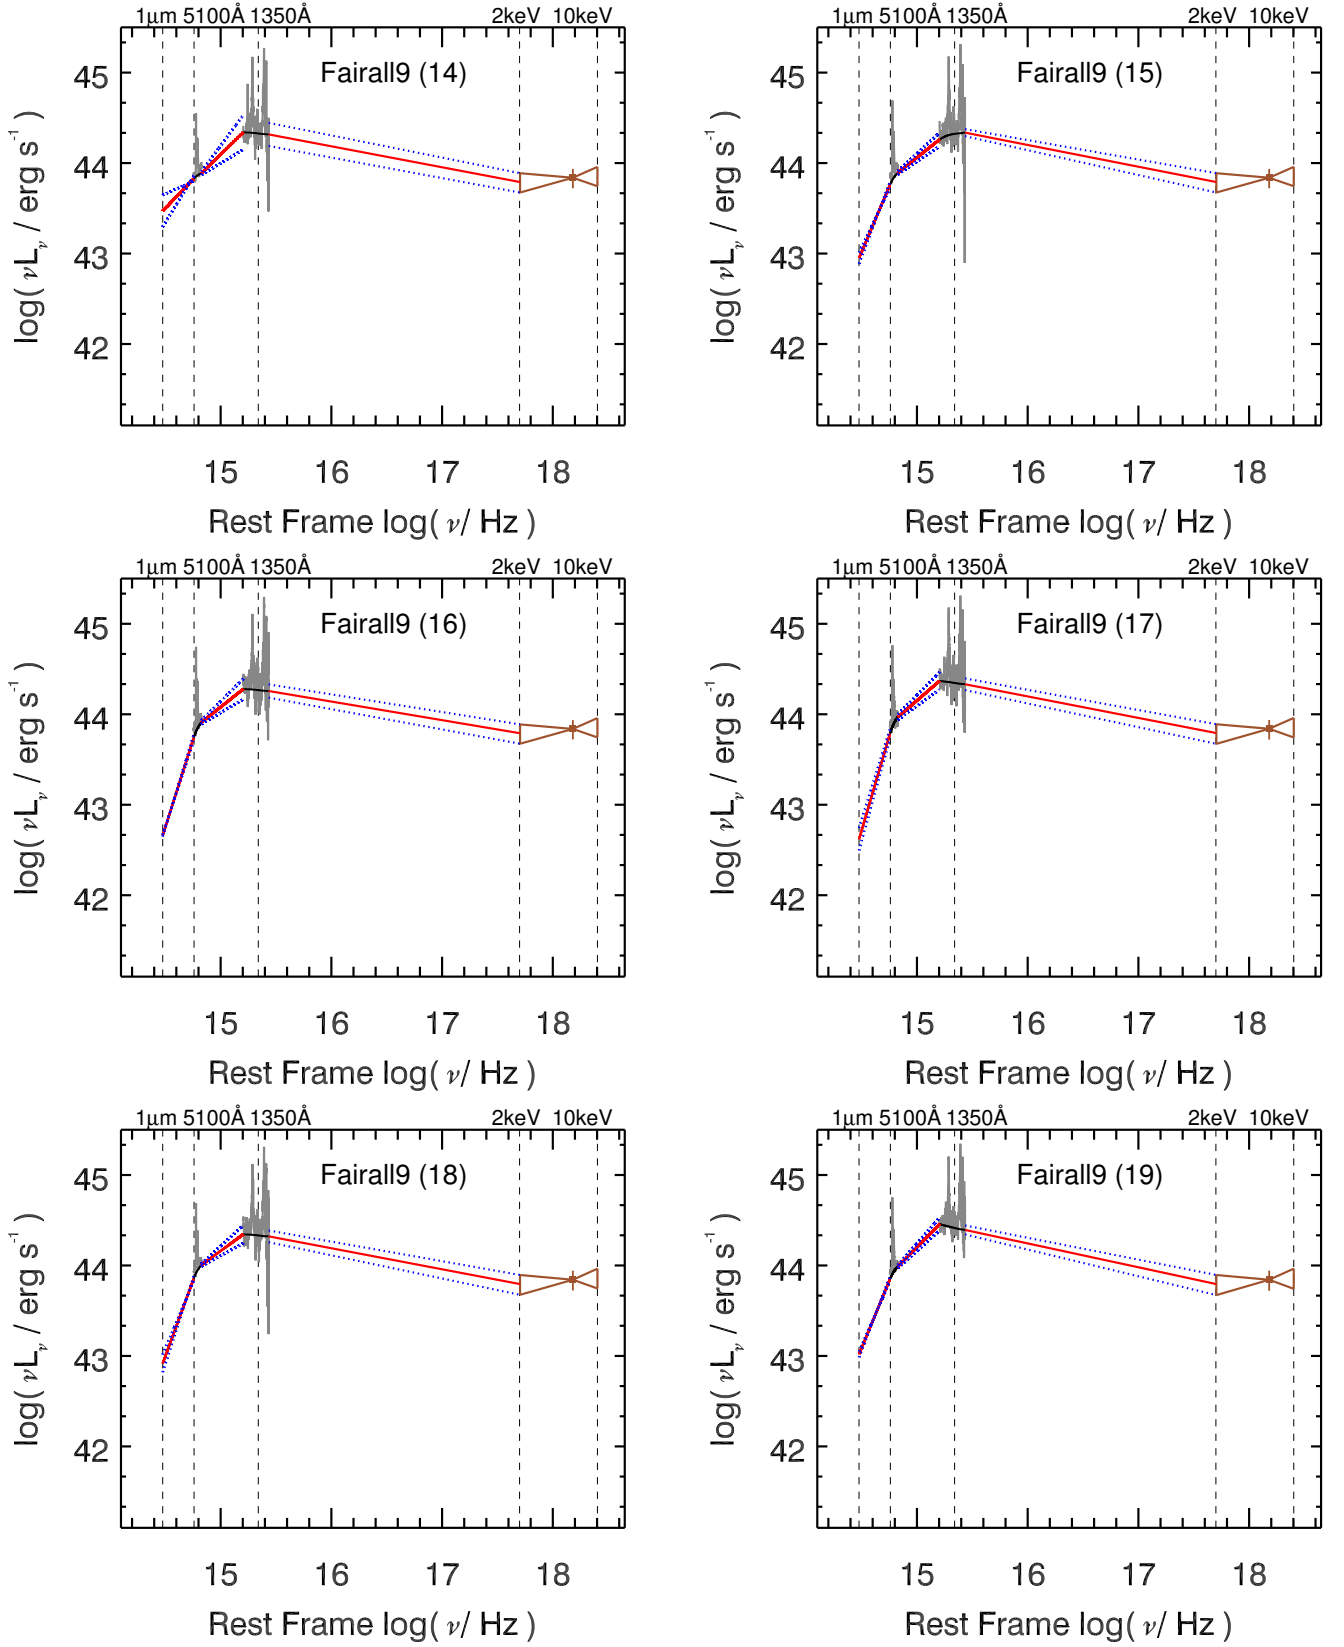 1μm 5100Å 1350Å 2keV 10keV
Fairall9 (14)
45
44
43
42
log( νLν / erg s-1 )
15 16 17 18
Rest Frame log( ν/ Hz )
1μm 5100Å 1350Å 2keV 10keV
Fairall9 (15)
45
44
43
42
log( νLν / erg s-1 )
15 16 17 18
Rest Frame log( ν/ Hz )
1μm 5100Å 1350Å 2keV 10keV
Fairall9 (16)
45
44
43
42
log( νLν / erg s-1 )
15 16 17 18
Rest Frame log( ν/ Hz )
1μm 5100Å 1350Å 2keV 10keV
Fairall9 (17)
45
44
43
42
log( νLν / erg s-1 )
15 16 17 18
Rest Frame log( ν/ Hz )
1μm 5100Å 1350Å 2keV 10keV
Fairall9 (18)
45
44
43
42
log( νLν / erg s-1 )
15 16 17 18
Rest Frame log( ν/ Hz )
1μm 5100Å 1350Å 2keV 10keV
Fairall9 (19)
45
44
43
42
log( νLν / erg s-1 )
15 16 17 18
Rest Frame log( ν/ Hz )